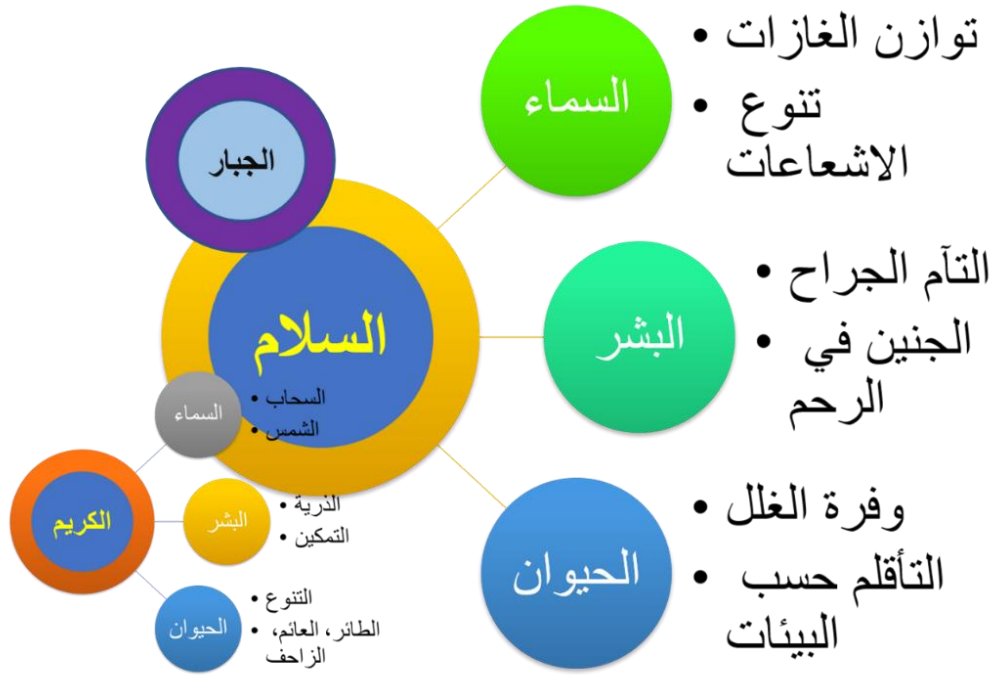 الجبار
السلام
السماء
• توازن الغازات
• تنوع
الاشعاعات
البشر
• التآم الجراح
• الجنين في
الرحم
الحيوان
• وفرة الغلل
• التأقلم حسب
البيئات
الكريم
السماء
• السحاب
• الشمس
البشر
• الذرية
• التمكين
الحيوان
• التنوع
• الطائر، العائم،
الزاحف